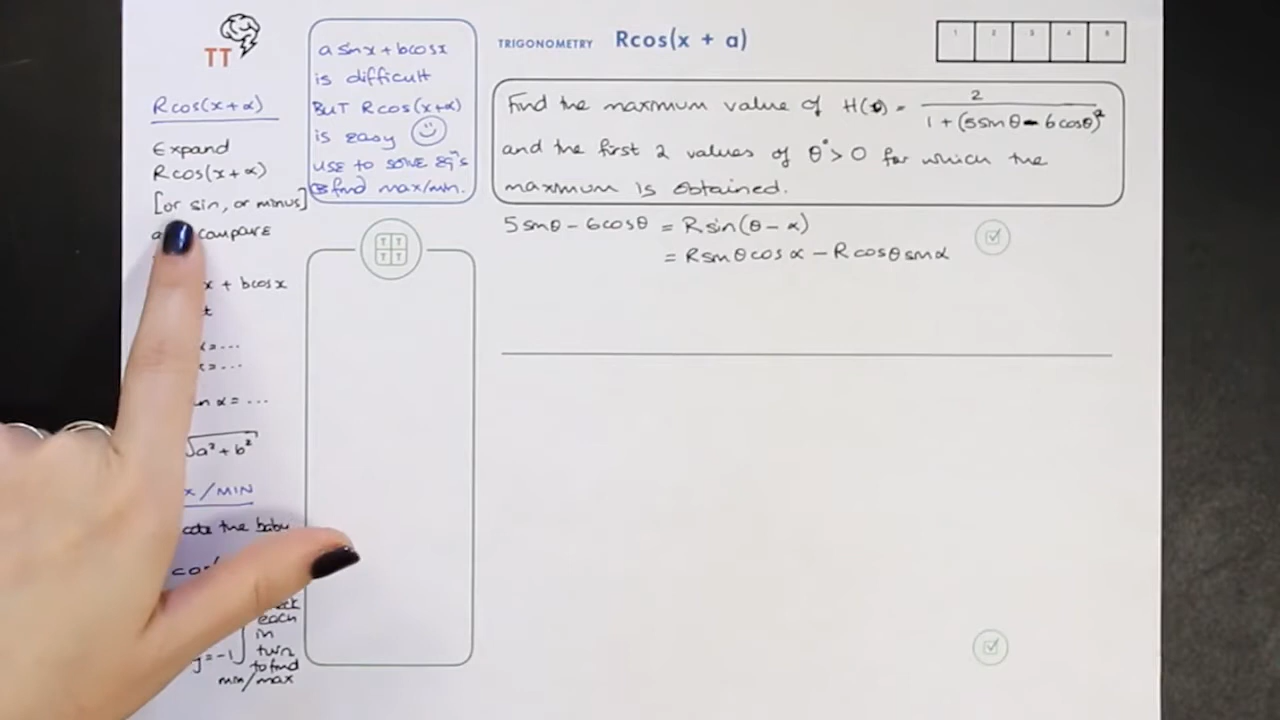 TT
Rcos(x+α)
Expand
Rcos(x+α)
[or sin, or minus]
compare
x + bcosx
= ...
= ...
α = ...
√a² + b²
/MIN
the baby
each
in
turn
to find
y = -1
min/max
a sinx + bcosx
is difficult
BUT Rcos(x+α)
is easy
USE to SOLVE Eqⁿs
& find max/min.
T T
T T
TRIGONOMETRY Rcos(x + a)
1 2 3 4 5
Find the maximum value of H(θ) = 2 / 1 + (5sinθ - 6cosθ)²
and the first 2 values of θ° > 0 for which the
maximum is obtained.
5sinθ - 6cosθ = Rsin(θ - α)
= Rsinθcosα - Rcosθsinα